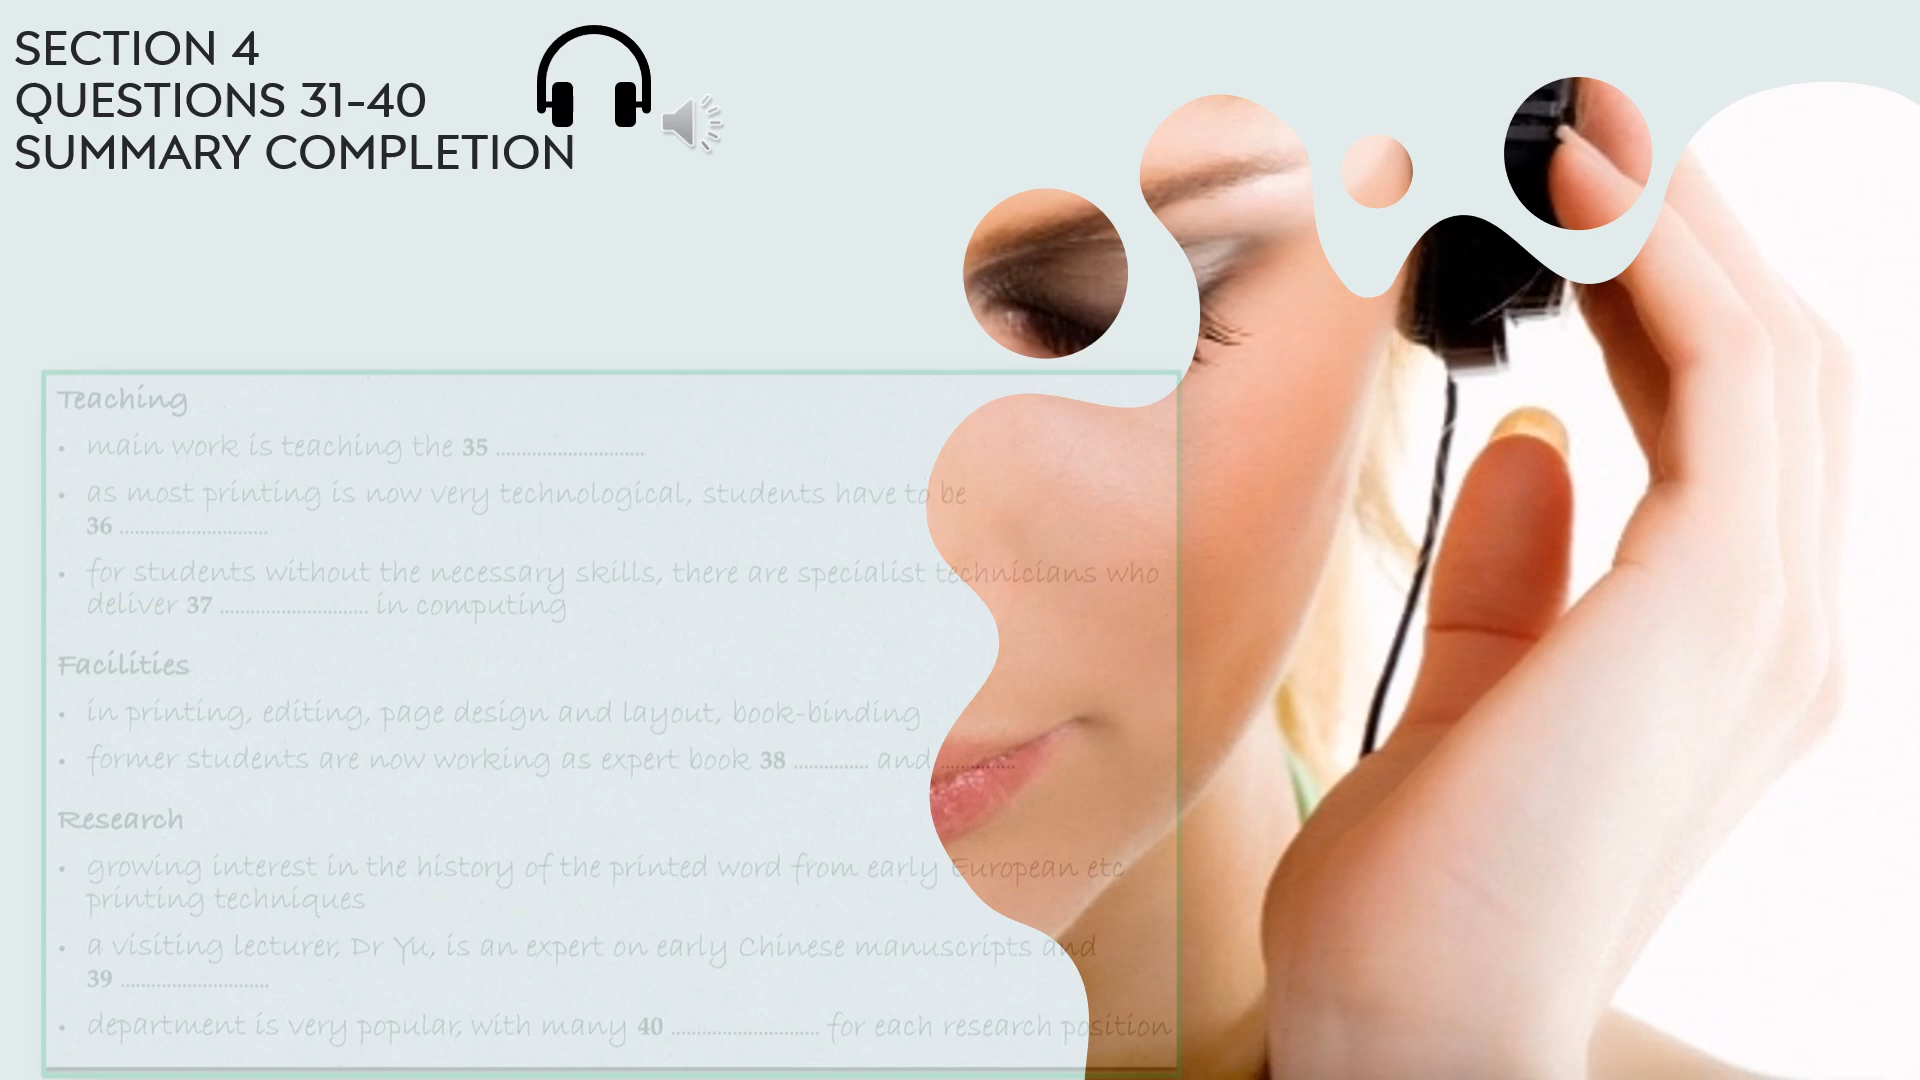 SECTION 4
QUESTIONS 31-40
SUMMARY COMPLETION
Teaching
• main work is teaching the 35 ..............................
• as most printing is now very technological, students have to be
36 ..............................
• for students without the necessary skills, there are specialist technicians who
deliver 37 .............................. in computing
Facilities
• in printing, editing, page design and layout, book-binding
• former students are now working as expert book 38 ............... and ...............
Research
• growing interest in the history of the printed word from early European etc
printing techniques
• a visiting lecturer, Dr Yu, is an expert on early Chinese manuscripts and
39 ..............................
• department is very popular, with many 40 .............................. for each research position